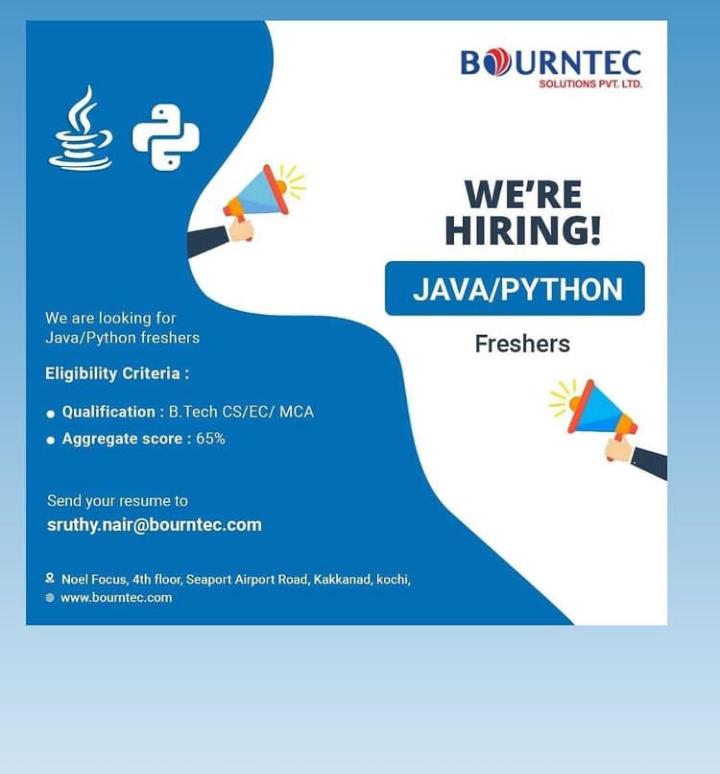 BOURNTEC
SOLUTIONS PVT. LTD.
WE'RE
HIRING!
JAVA/PYTHON
Freshers
We are looking for
Java/Python freshers
Eligibility Criteria :
• Qualification : B.Tech CS/EC/ MCA
• Aggregate score : 65%
Send your resume to
sruthy.nair@bourntec.com
Noel Focus, 4th floor, Seaport Airport Road, Kakkanad, kochi,
www.bourntec.com